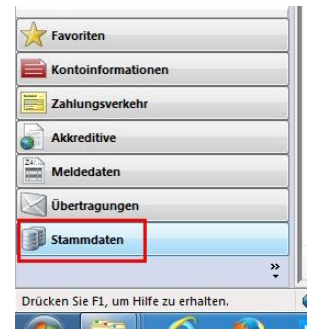 Favoriten
Kontoinformationen
Zahlungsverkehr
Akkreditive
Meldedaten
Übertragungen
Stammdaten
»
Drücken Sie F1, um Hilfe zu erhalten.